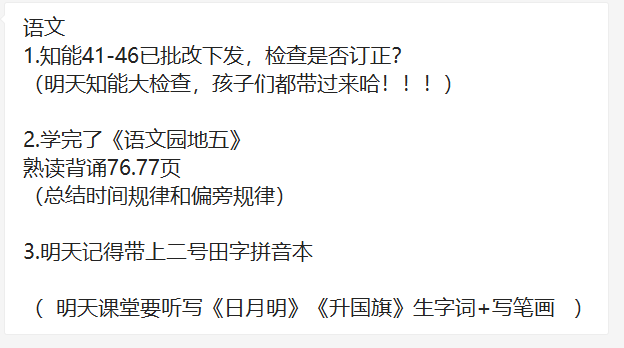 语文
1.知能41-46已批改下发，检查是否订正？
（明天知能大检查，孩子们都带过来哈！！！）
2.学完了《语文园地五》
熟读背诵76.77页
（总结时间规律和偏旁规律）
3.明天记得带上二号田字拼音本
（ 明天课堂要听写《日月明》《升国旗》生字词+写笔画 ）